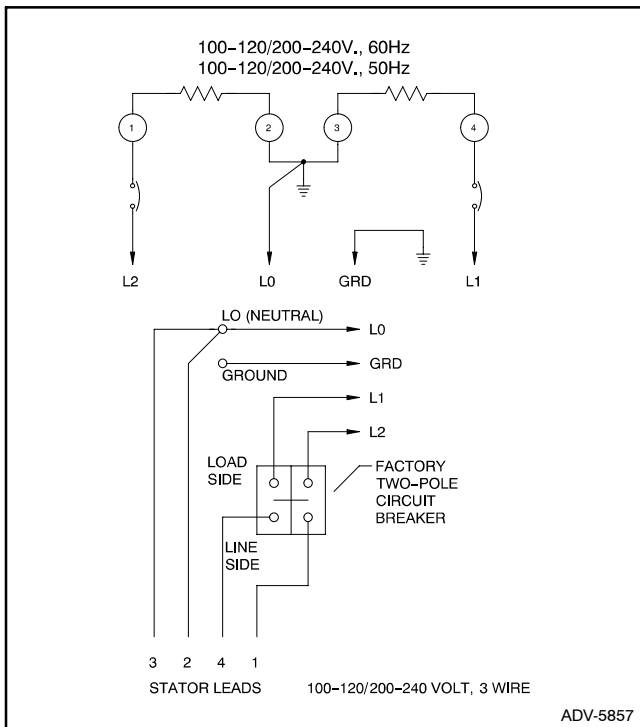 100-120/200-240V., 60Hz
100-120/200-240V., 50Hz
1
2
3
4
L2
L0
GRD
L1
LO (NEUTRAL)
L0
GROUND
GRD
L1
L2
LOAD
SIDE
FACTORY
TWO-POLE
CIRCUIT
BREAKER
LINE
SIDE
3 2 4 1
STATOR LEADS 100-120/200-240 VOLT, 3 WIRE
ADV-5857